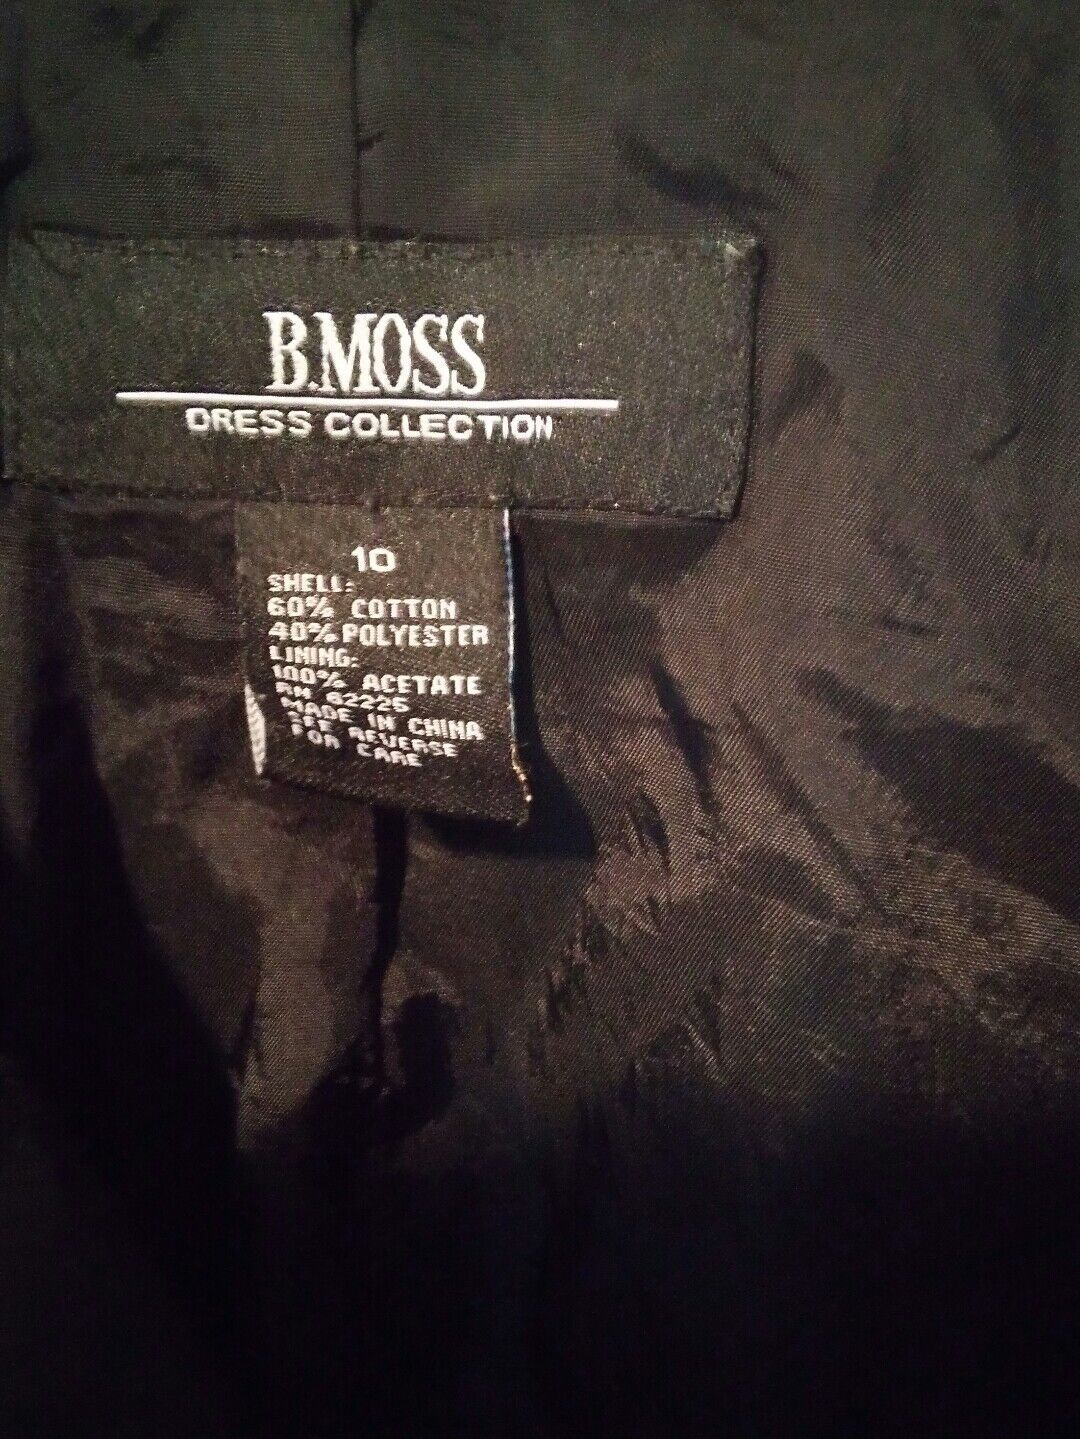 B.MOSS
DRESS COLLECTION
10
SHELL:
60% COTTON
40% POLYESTER
LINING:
100% ACETATE
RN 62225
MADE IN CHINA
SEE REVERSE
FOR CARE